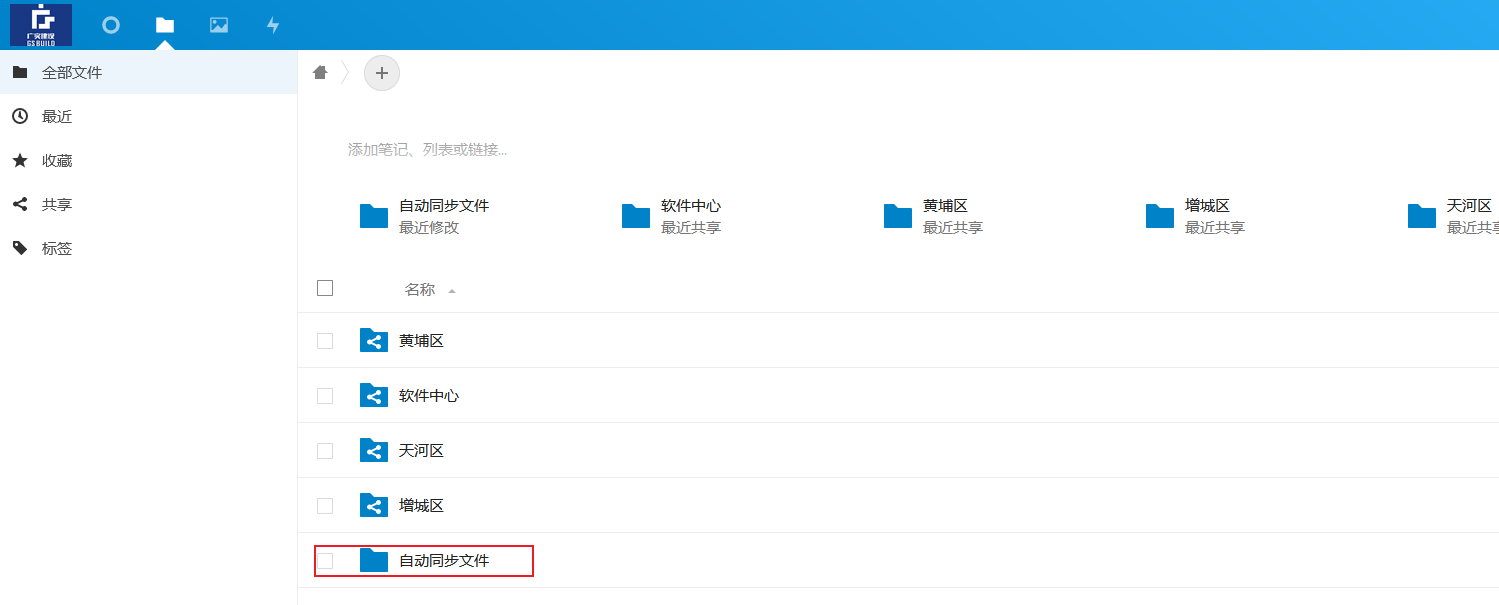 广实建设
GSBUILD
全部文件
最近
收藏
共享
标签
添加笔记、列表或链接...
自动同步文件
最近修改
软件中心
最近共享
黄埔区
最近共享
增城区
最近共享
天河区
最近共享
名称
黄埔区
软件中心
天河区
增城区
自动同步文件